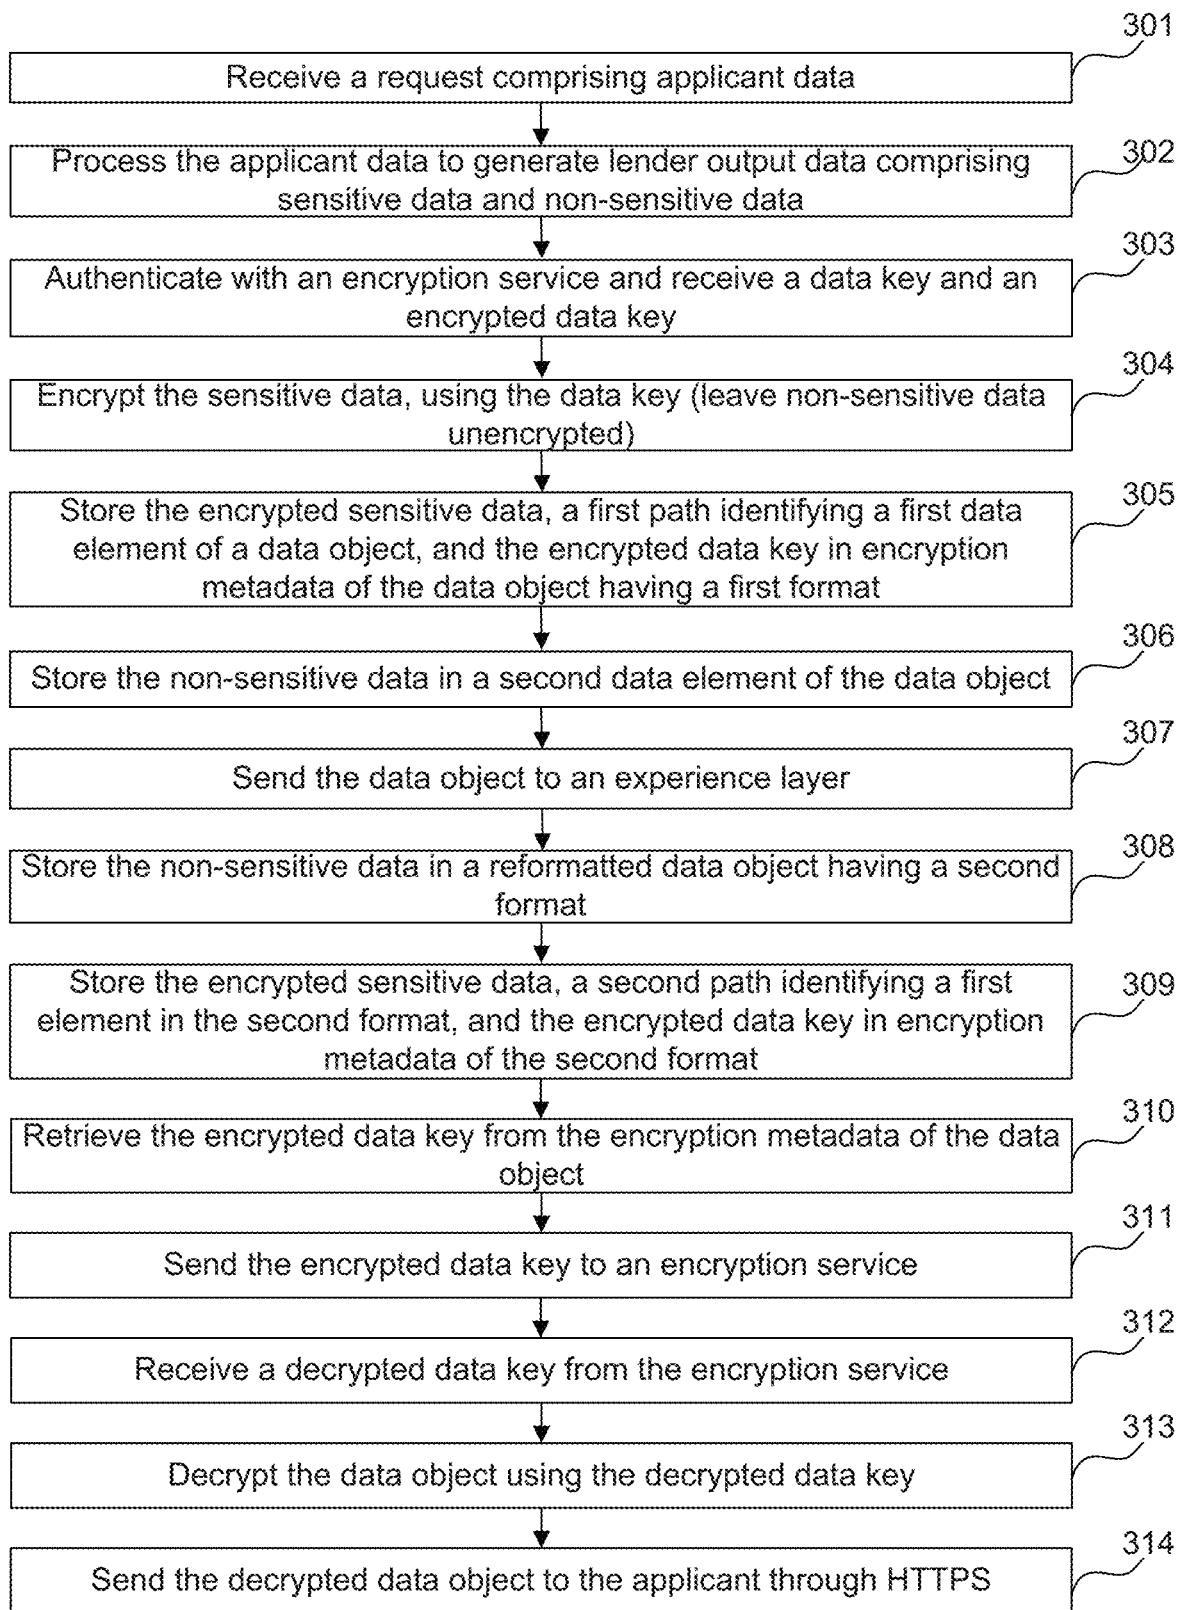 301
Receive a request comprising applicant data
302
Process the applicant data to generate lender output data comprising
sensitive data and non-sensitive data
303
Authenticate with an encryption service and receive a data key and an
encrypted data key
304
Encrypt the sensitive data, using the data key (leave non-sensitive data
unencrypted)
305
Store the encrypted sensitive data, a first path identifying a first data
element of a data object, and the encrypted data key in encryption
metadata of the data object having a first format
306
Store the non-sensitive data in a second data element of the data object
307
Send the data object to an experience layer
308
Store the non-sensitive data in a reformatted data object having a second
format
309
Store the encrypted sensitive data, a second path identifying a first
element in the second format, and the encrypted data key in encryption
metadata of the second format
310
Retrieve the encrypted data key from the encryption metadata of the data
object
311
Send the encrypted data key to an encryption service
312
Receive a decrypted data key from the encryption service
313
Decrypt the data object using the decrypted data key
314
Send the decrypted data object to the applicant through HTTPS